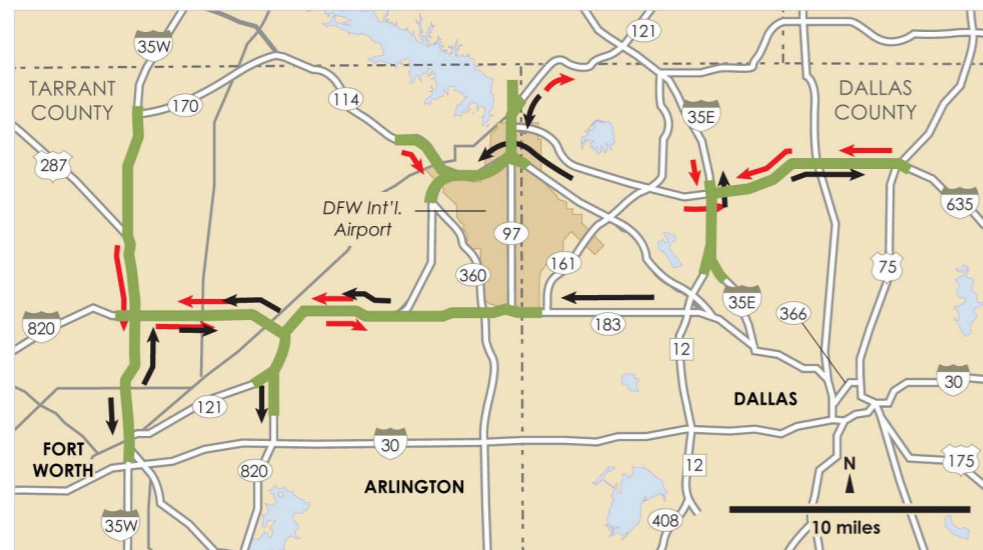 121
35W
TARRANT
COUNTY
DALLAS
COUNTY
170
114
35E
287
DFW Int'l.
Airport
635
97
360
161
75
820
35E
183
366
12
30
121
DALLAS
FORT
WORTH
30
820
12
N
175
ARLINGTON
35W
408
10 miles